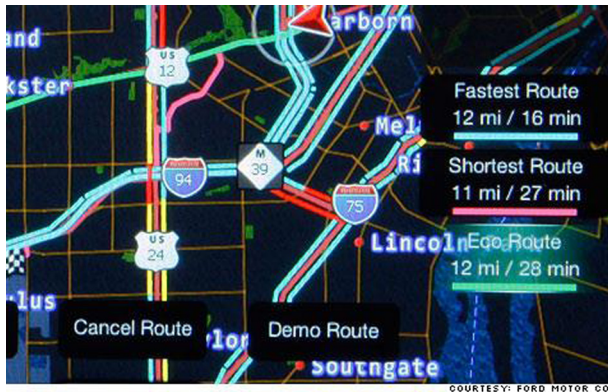 arborn
and
US
12
kster
Fastest Route
12 mi / 16 min
Mel
M
39
Ri
Shortest Route
11 mi / 27 min
94
75
US
24
Lincoln
Eco Route
12 mi / 28 min
lus
Cancel Route
ylor
Demo Route
Southgate
COURTESY: FORD MOTOR CO